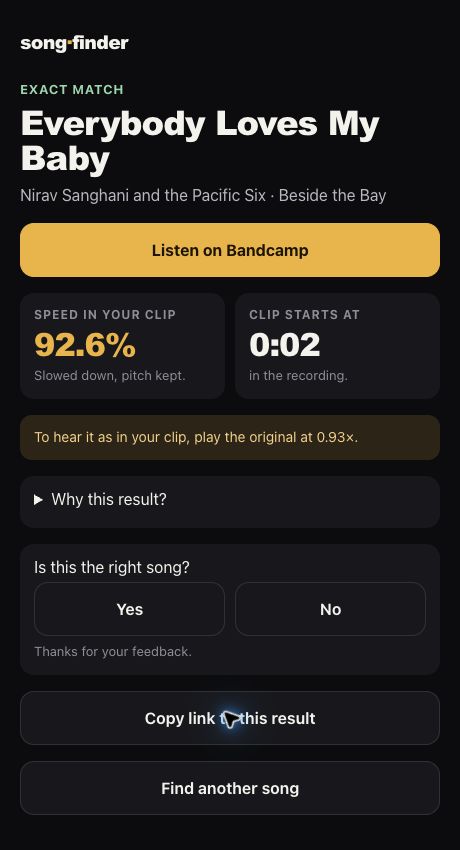 song·finder
EXACT MATCH
Everybody Loves My
Baby
Nirav Sanghani and the Pacific Six · Beside the Bay
Listen on Bandcamp
SPEED IN YOUR CLIP
92.6%
Slowed down, pitch kept.
CLIP STARTS AT
0:02
in the recording.
To hear it as in your clip, play the original at 0.93×.
Why this result?
Is this the right song?
Yes
No
Thanks for your feedback.
Copy link to this result
Find another song